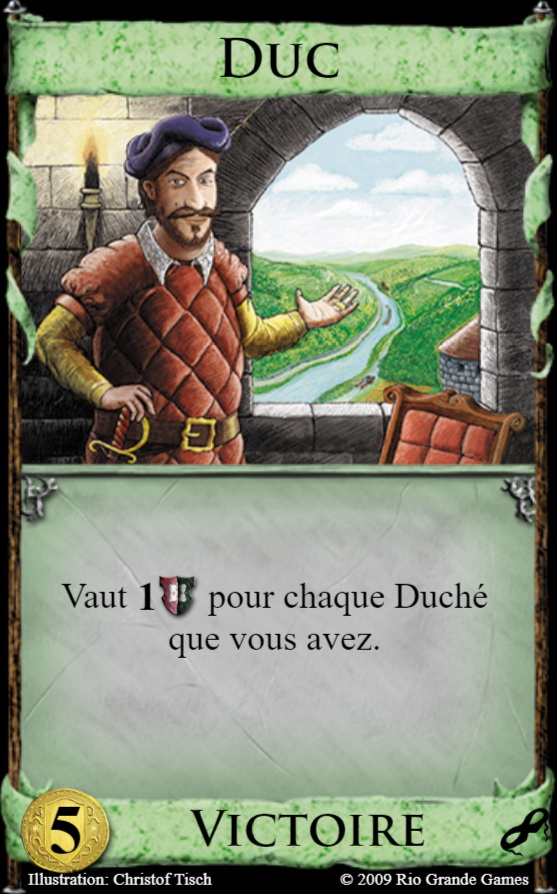 DUC
Vaut 1 pour chaque Duché
que vous avez.
5
VICTOIRE
Illustration: Christof Tisch
© 2009 Rio Grande Games